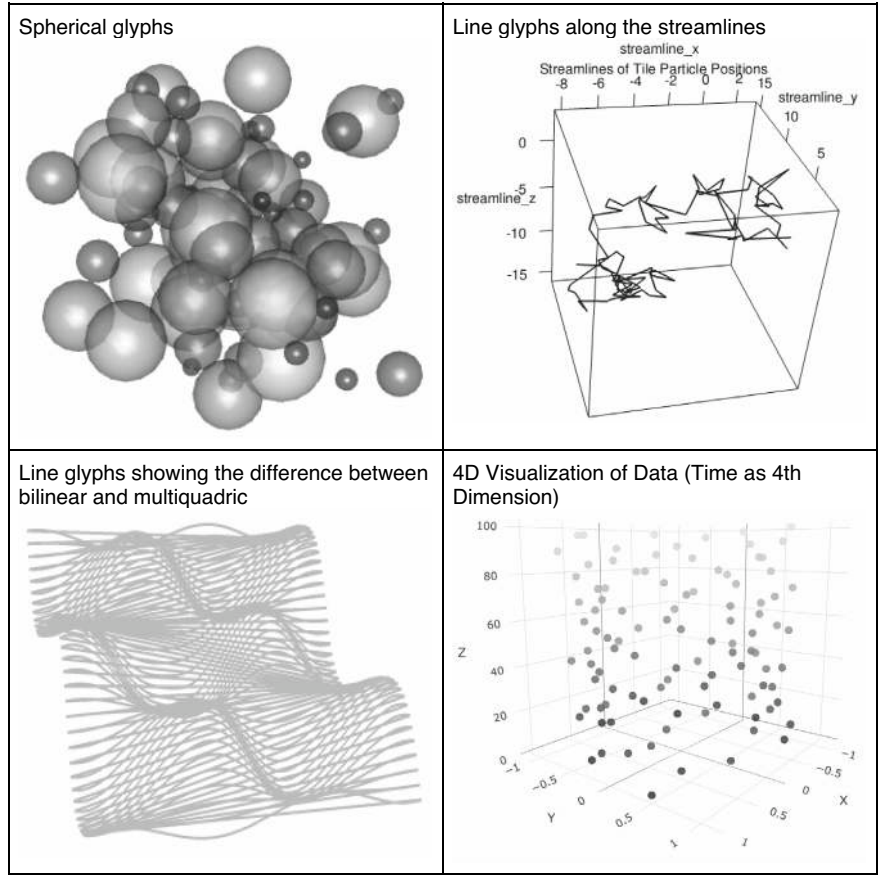 Spherical glyphs
Line glyphs along the streamlines
streamline_x
Streamlines of Tile Particle Positions
-8 -6 -4 -2 0 2 15
streamline_y
10
5
0
-5
streamline_z
-10
-15
Line glyphs showing the difference between
bilinear and multiquadric
4D Visualization of Data (Time as 4th
Dimension)
100
80
60
Z
40
20
0
-1
-0.5
0
Y
0.5
1
-1
-0.5
0
X
0.5
1